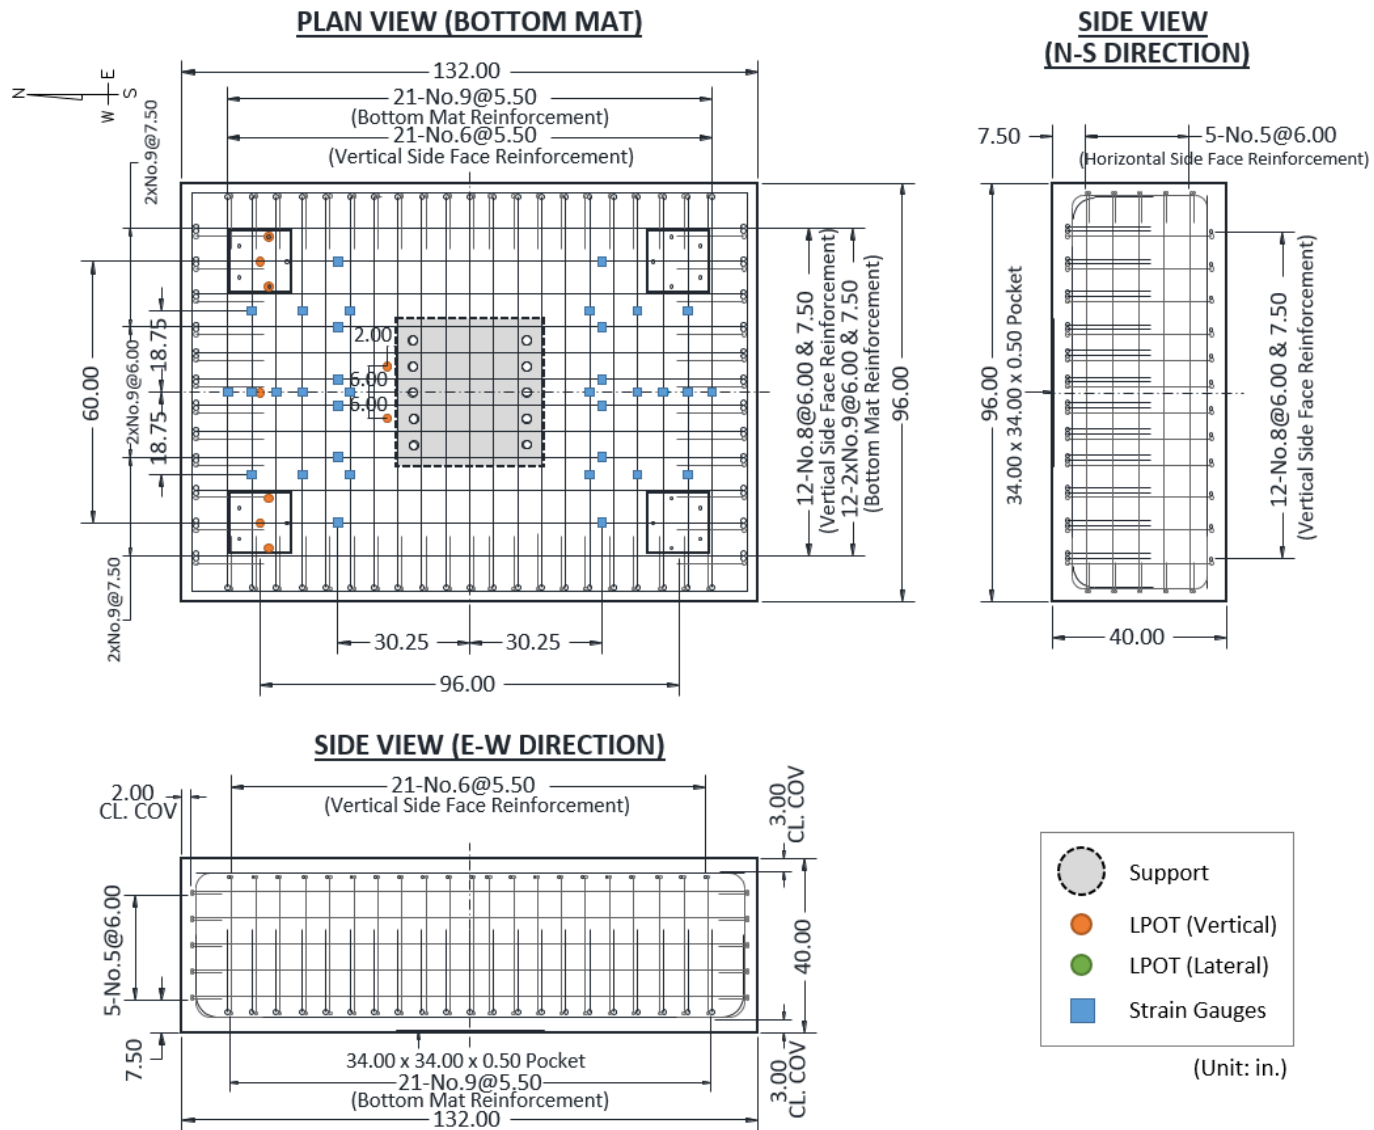 PLAN VIEW (BOTTOM MAT)
132.00
21-No.9@5.50
(Bottom Mat Reinforcement)
21-No.6@5.50
(Vertical Side Face Reinforcement)
N
E
S
W
2xNo.9@7.50
60.00
18.75
2xNo.9@6.00
18.75
2xNo.9@7.50
2.00
6.00
6.00
12-No.8@6.00 & 7.50
(Vertical Side Face Reinforcement)
12-2xNo.9@6.00 & 7.50
(Bottom Mat Reinforcement)
96.00
30.25
30.25
96.00
SIDE VIEW
(N-S DIRECTION)
7.50
5-No.5@6.00
(Horizontal Side Face Reinforcement)
96.00
34.00 x 34.00 x 0.50 Pocket
12-No.8@6.00 & 7.50
(Vertical Side Face Reinforcement)
40.00
SIDE VIEW (E-W DIRECTION)
2.00
CL. COV
21-No.6@5.50
(Vertical Side Face Reinforcement)
3.00
CL. COV
5-No.5@6.00
40.00
7.50
34.00 x 34.00 x 0.50 Pocket
21-No.9@5.50
(Bottom Mat Reinforcement)
132.00
3.00
CL. COV
Support
LPOT (Vertical)
LPOT (Lateral)
Strain Gauges
(Unit: in.)